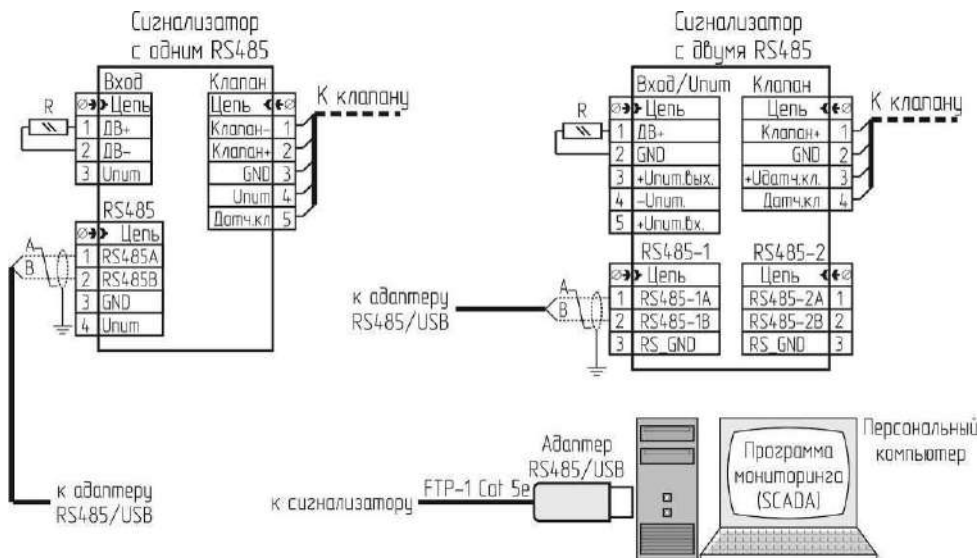 Сигнализатор
с одним RS485
Вход
Клапан
Цепь
Цепь
R
1 ДВ+
2 ДВ-
3 Uпит
Клапан- 1
Клапан+ 2
GND 3
Uпит 4
Датч.кл 5
К клапану
RS485
Цепь
A
B
1 RS485A
2 RS485B
3 GND
4 Uпит
к адаптеру
RS485/USB
Сигнализатор
с двумя RS485
Вход/Uпит
Клапан
Цепь
Цепь
R
1 ДВ+
2 GND
3 +Uпит.вых.
4 -Uпит.
5 +Uпит.вх.
Клапан+ 1
GND 2
+Uдатч.кл. 3
Датч.кл 4
К клапану
RS485-1
RS485-2
Цепь
Цепь
A
B
1 RS485-1A
2 RS485-1B
3 RS_GND
RS485-2A 1
RS485-2B 2
RS_GND 3
к адаптеру
RS485/USB
к сигнализатору
FTP-1 Cat 5e
Адаптер
RS485/USB
Программа
мониторинга
(SCADA)
Персональный
компьютер